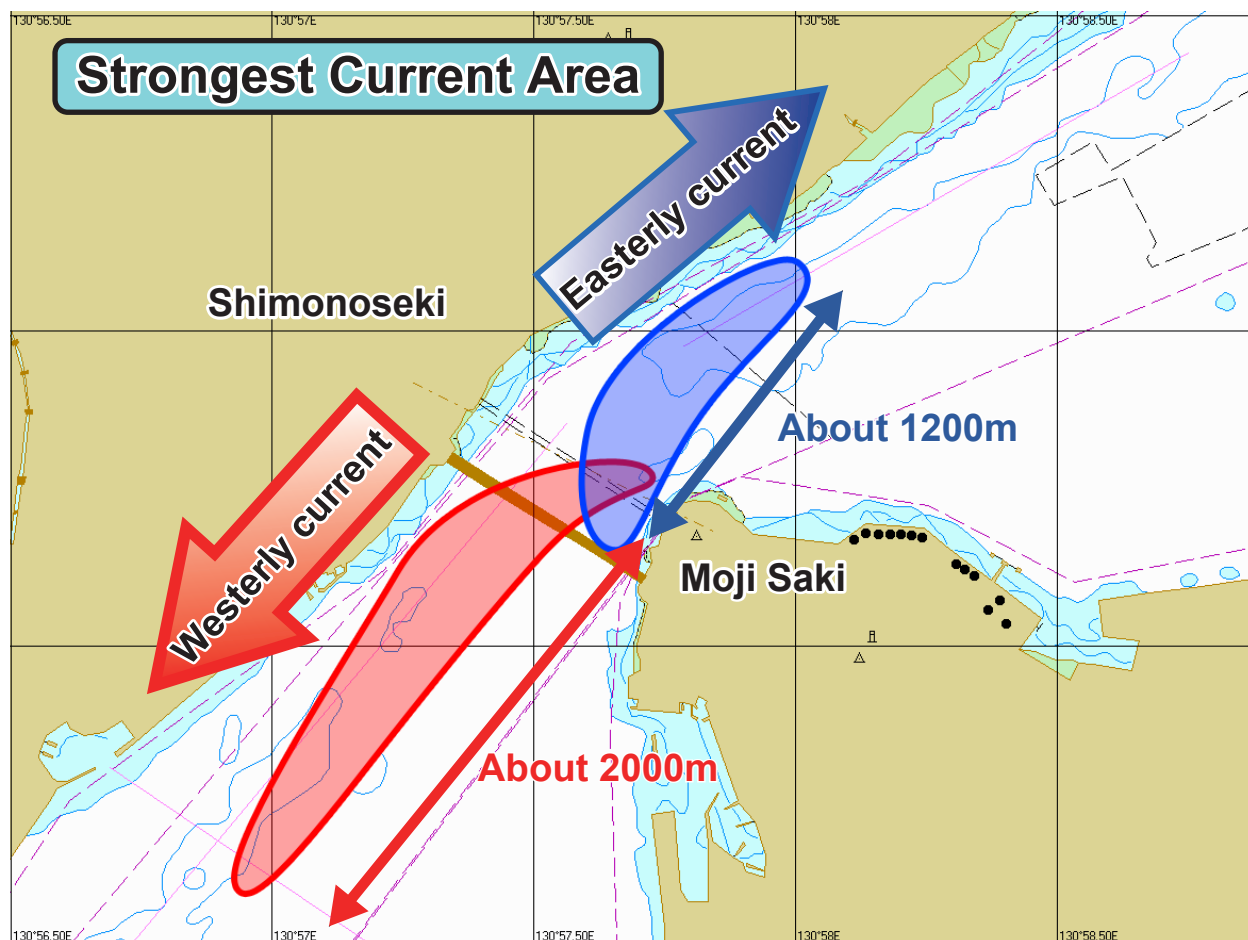 130°56.50E
130°57E
130°57.50E
130°58E
130°58.50E
Strongest Current Area
Easterly current
Shimonoseki
About 1200m
Westerly current
Moji Saki
About 2000m
130°56.50E
130°57E
130°57.50E
130°58E
130°58.50E